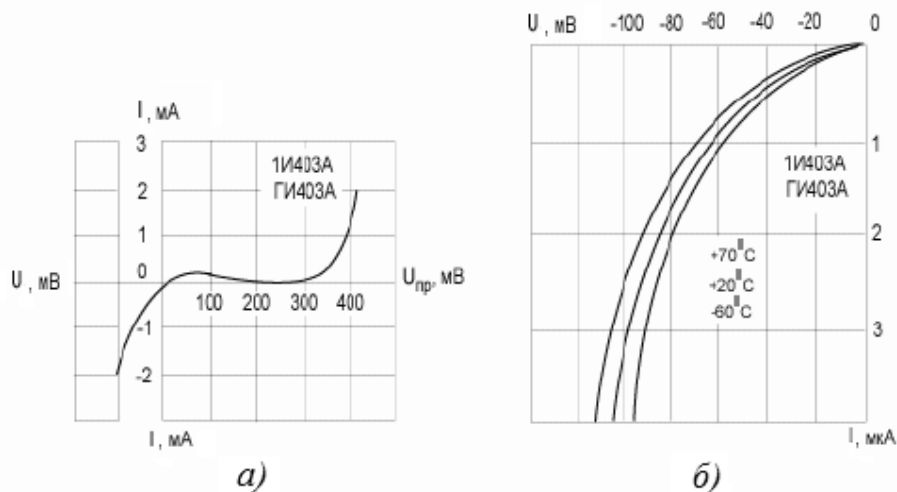 I , мА
3
2
1
0
-1
-2
1И403А
ГИ403А
U , мВ
Uпр, мВ
100 200 300 400
I , мА
а)
U , мВ -100 -80 -60 -40 -20 0
1
2
3
1И403А
ГИ403А
+70°C
+20°C
-60°C
I, мкА
б)